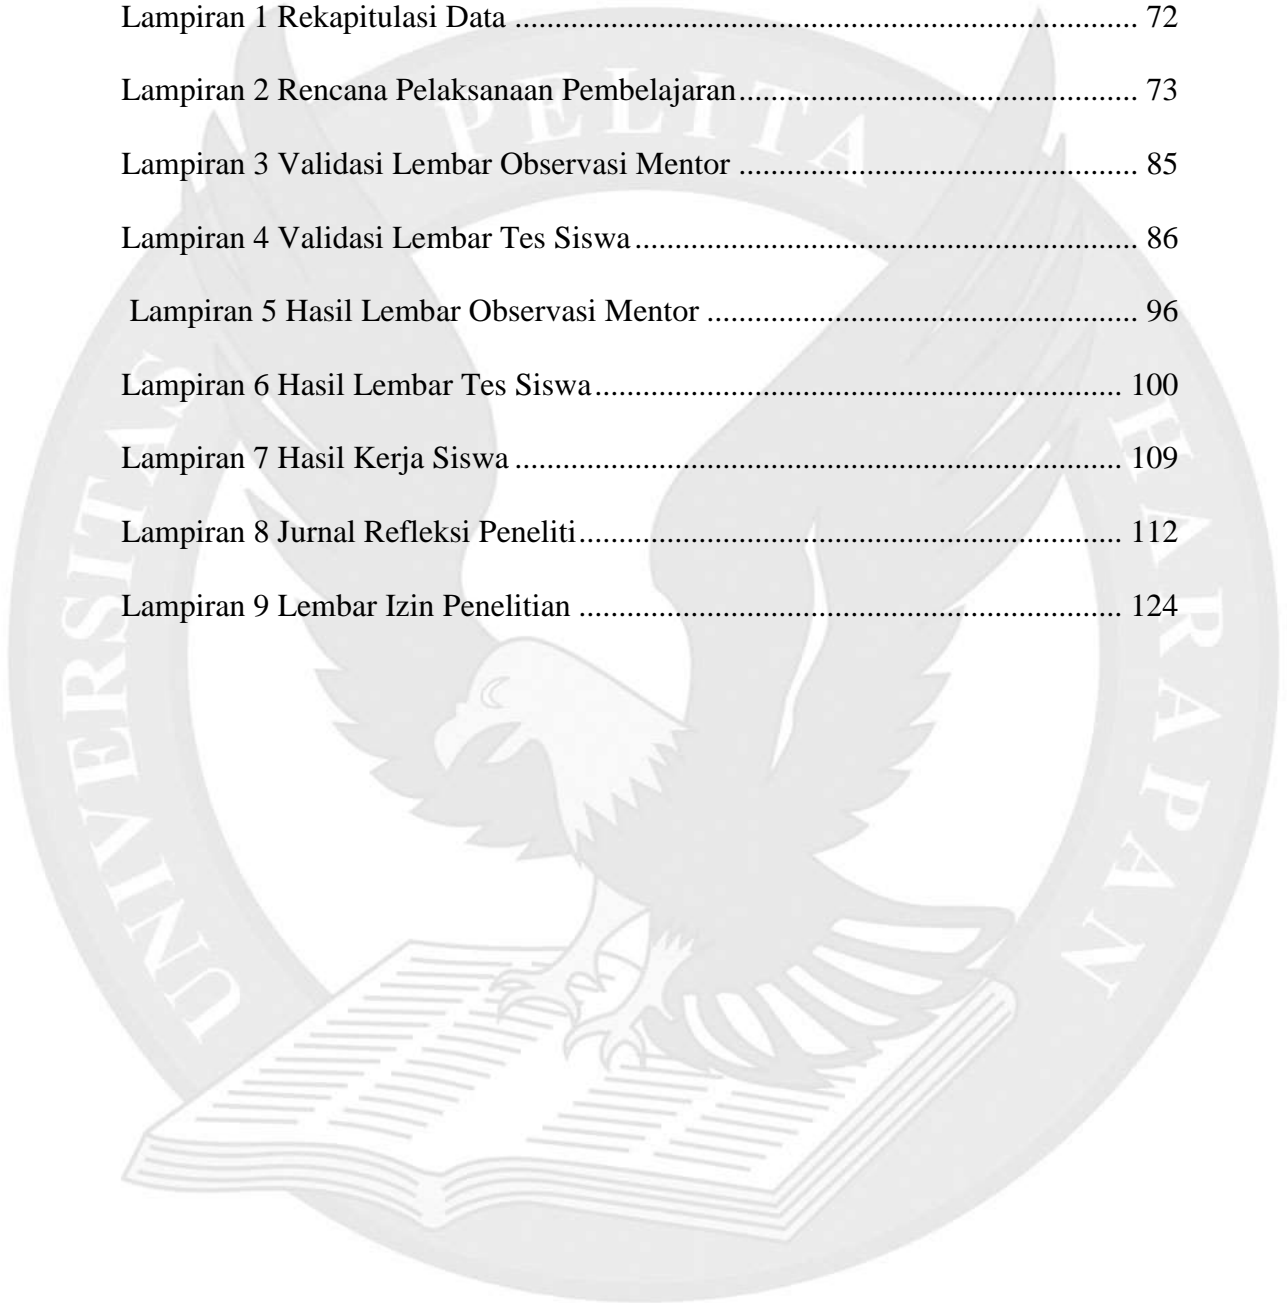 Lampiran 1 Rekapitulasi Data ............................................................................... 72
Lampiran 2 Rencana Pelaksanaan Pembelajaran.................................................. 73
Lampiran 3 Validasi Lembar Observasi Mentor .................................................. 85
Lampiran 4 Validasi Lembar Tes Siswa ............................................................... 86
Lampiran 5 Hasil Lembar Observasi Mentor ...................................................... 96
Lampiran 6 Hasil Lembar Tes Siswa.................................................................. 100
Lampiran 7 Hasil Kerja Siswa ............................................................................ 109
Lampiran 8 Jurnal Refleksi Peneliti.................................................................... 112
Lampiran 9 Lembar Izin Penelitian .................................................................... 124
UNIVERSITAS PELITA HARAPAN